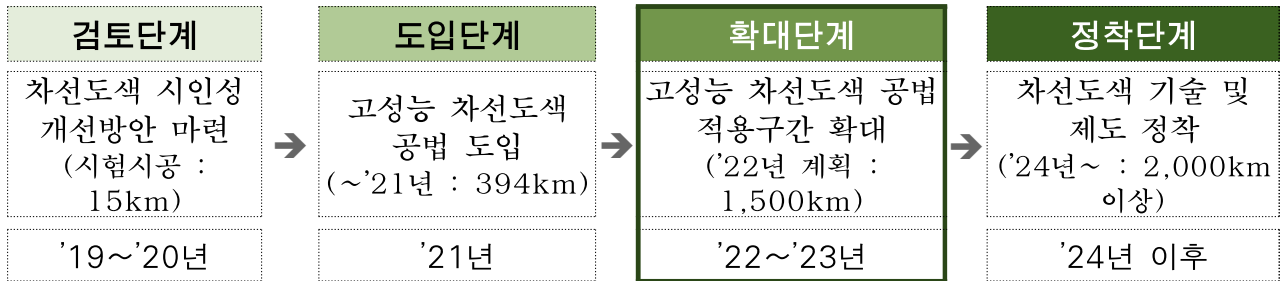 검토단계
차선도색 시인성
개선방안 마련
(시험시공 :
15km)
’19～’20년
도입단계
고성능 차선도색
공법 도입
(～’21년 : 394km)
’21년
확대단계
고성능 차선도색 공법
적용구간 확대
(’22년 계획 :
1,500km)
’22～’23년
정착단계
차선도색 기술 및
제도 정착
(’24년～ : 2,000km
이상)
’24년 이후